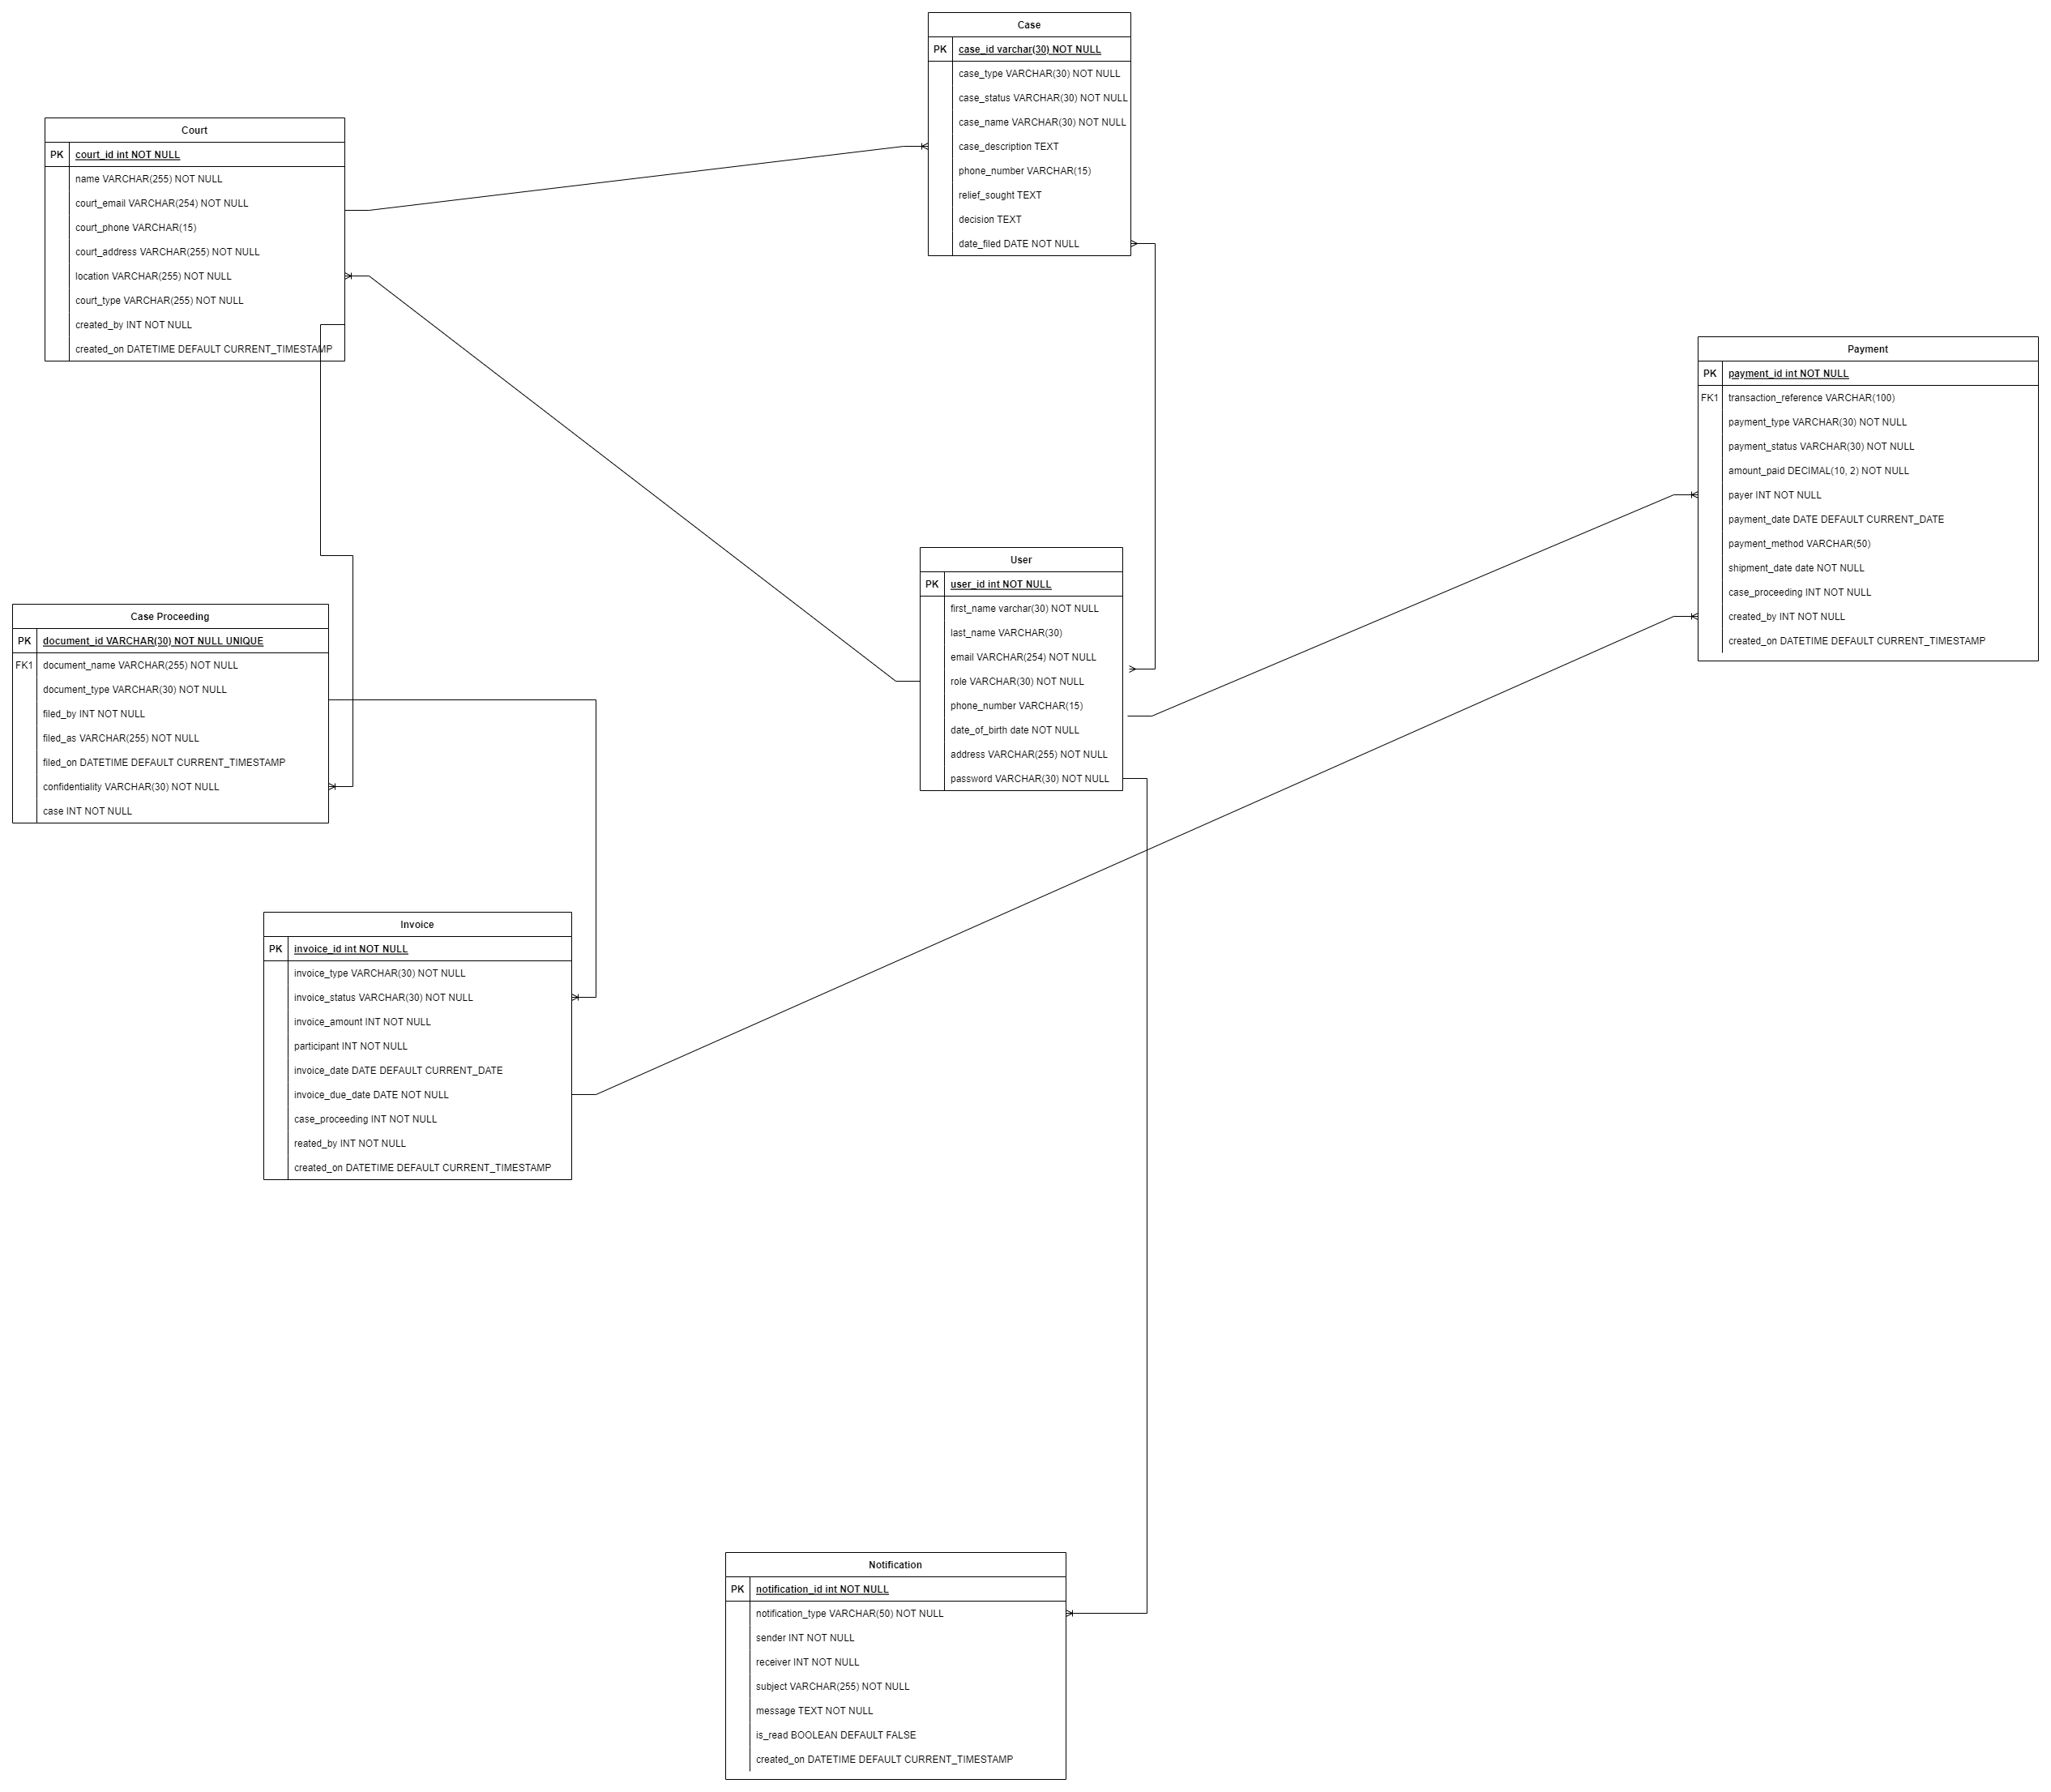 Case
PK case_id varchar(30) NOT NULL
case_type VARCHAR(30) NOT NULL
case_status VARCHAR(30) NOT NULL
case_name VARCHAR(30) NOT NULL
case_description TEXT
phone_number VARCHAR(15)
relief_sought TEXT
decision TEXT
date_filed DATE NOT NULL
Court
PK court_id int NOT NULL
name VARCHAR(255) NOT NULL
court_email VARCHAR(254) NOT NULL
court_phone VARCHAR(15)
court_address VARCHAR(255) NOT NULL
location VARCHAR(255) NOT NULL
court_type VARCHAR(255) NOT NULL
created_by INT NOT NULL
created_on DATETIME DEFAULT CURRENT_TIMESTAMP
Payment
PK payment_id int NOT NULL
FK1 transaction_reference VARCHAR(100)
payment_type VARCHAR(30) NOT NULL
payment_status VARCHAR(30) NOT NULL
amount_paid DECIMAL(10, 2) NOT NULL
payer INT NOT NULL
payment_date DATE DEFAULT CURRENT_DATE
payment_method VARCHAR(50)
shipment_date date NOT NULL
case_proceeding INT NOT NULL
created_by INT NOT NULL
created_on DATETIME DEFAULT CURRENT_TIMESTAMP
User
PK user_id int NOT NULL
first_name varchar(30) NOT NULL
last_name VARCHAR(30)
email VARCHAR(254) NOT NULL
role VARCHAR(30) NOT NULL
phone_number VARCHAR(15)
date_of_birth date NOT NULL
address VARCHAR(255) NOT NULL
password VARCHAR(30) NOT NULL
Case Proceeding
PK document_id VARCHAR(30) NOT NULL UNIQUE
FK1 document_name VARCHAR(255) NOT NULL
document_type VARCHAR(30) NOT NULL
filed_by INT NOT NULL
filed_as VARCHAR(255) NOT NULL
filed_on DATETIME DEFAULT CURRENT_TIMESTAMP
confidentiality VARCHAR(30) NOT NULL
case INT NOT NULL
Invoice
PK invoice_id int NOT NULL
invoice_type VARCHAR(30) NOT NULL
invoice_status VARCHAR(30) NOT NULL
invoice_amount INT NOT NULL
participant INT NOT NULL
invoice_date DATE DEFAULT CURRENT_DATE
invoice_due_date DATE NOT NULL
case_proceeding INT NOT NULL
reated_by INT NOT NULL
created_on DATETIME DEFAULT CURRENT_TIMESTAMP
Notification
PK notification_id int NOT NULL
notification_type VARCHAR(50) NOT NULL
sender INT NOT NULL
receiver INT NOT NULL
subject VARCHAR(255) NOT NULL
message TEXT NOT NULL
is_read BOOLEAN DEFAULT FALSE
created_on DATETIME DEFAULT CURRENT_TIMESTAMP